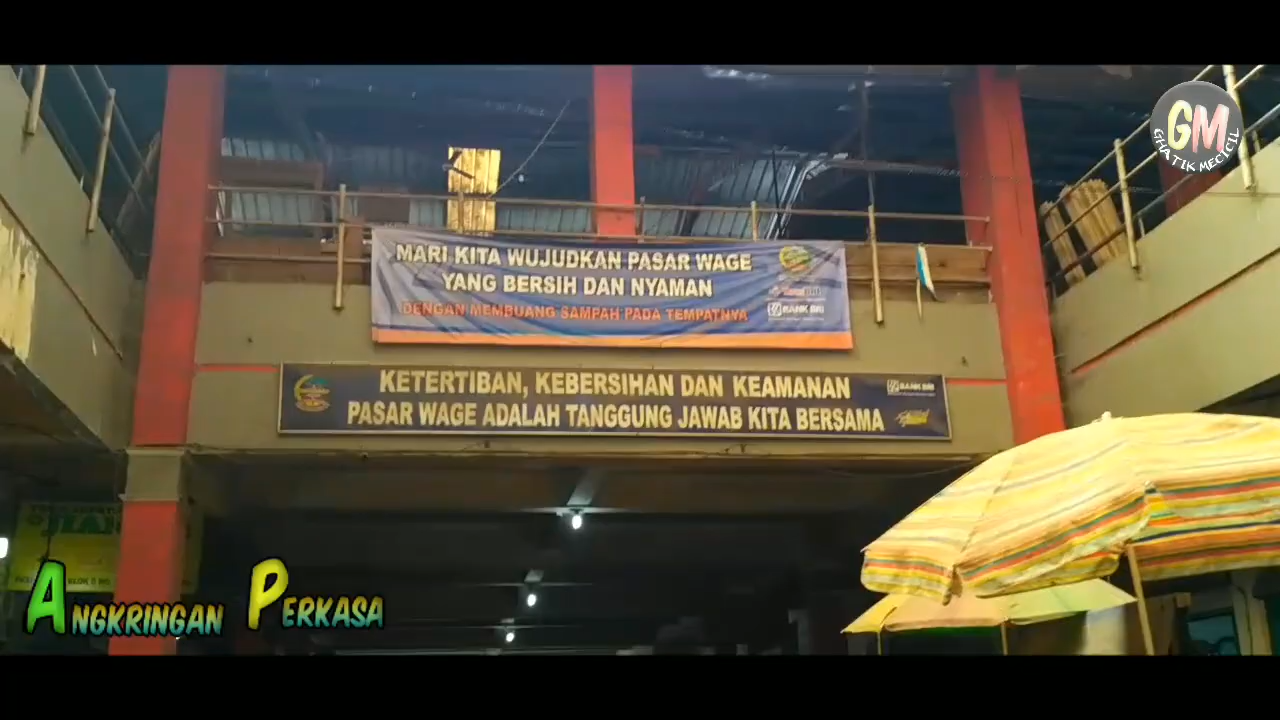 GM
GHATIK MECICIL
MARI KITA WUJUDKAN PASAR WAGE
YANG BERSIH DAN NYAMAN
DENGAN MEMBUANG SAMPAH PADA TEMPATNYA
BANK BRI
KETERTIBAN, KEBERSIHAN DAN KEAMANAN
PASAR WAGE ADALAH TANGGUNG JAWAB KITA BERSAMA
BANK BRI
ANGKRINGAN PERKASA